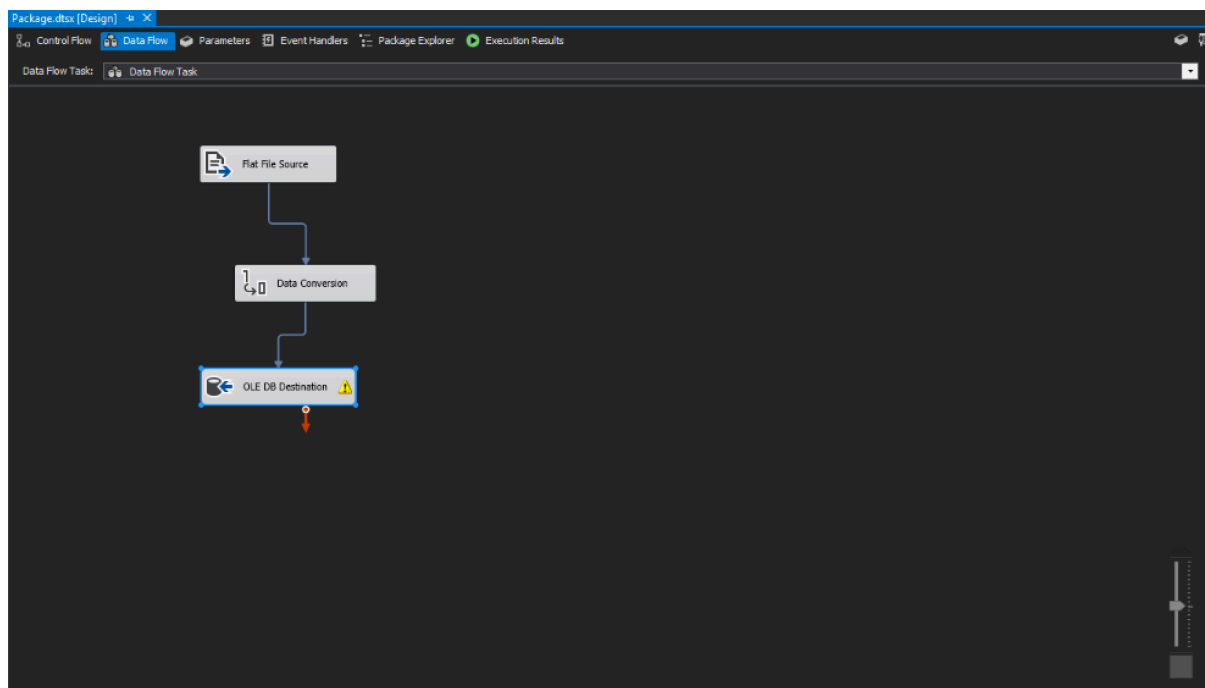 Package.dtsx [Design]
Control Flow Data Flow Parameters Event Handlers Package Explorer Execution Results
Data Flow Task: Data Flow Task
Flat File Source
Data Conversion
OLE DB Destination